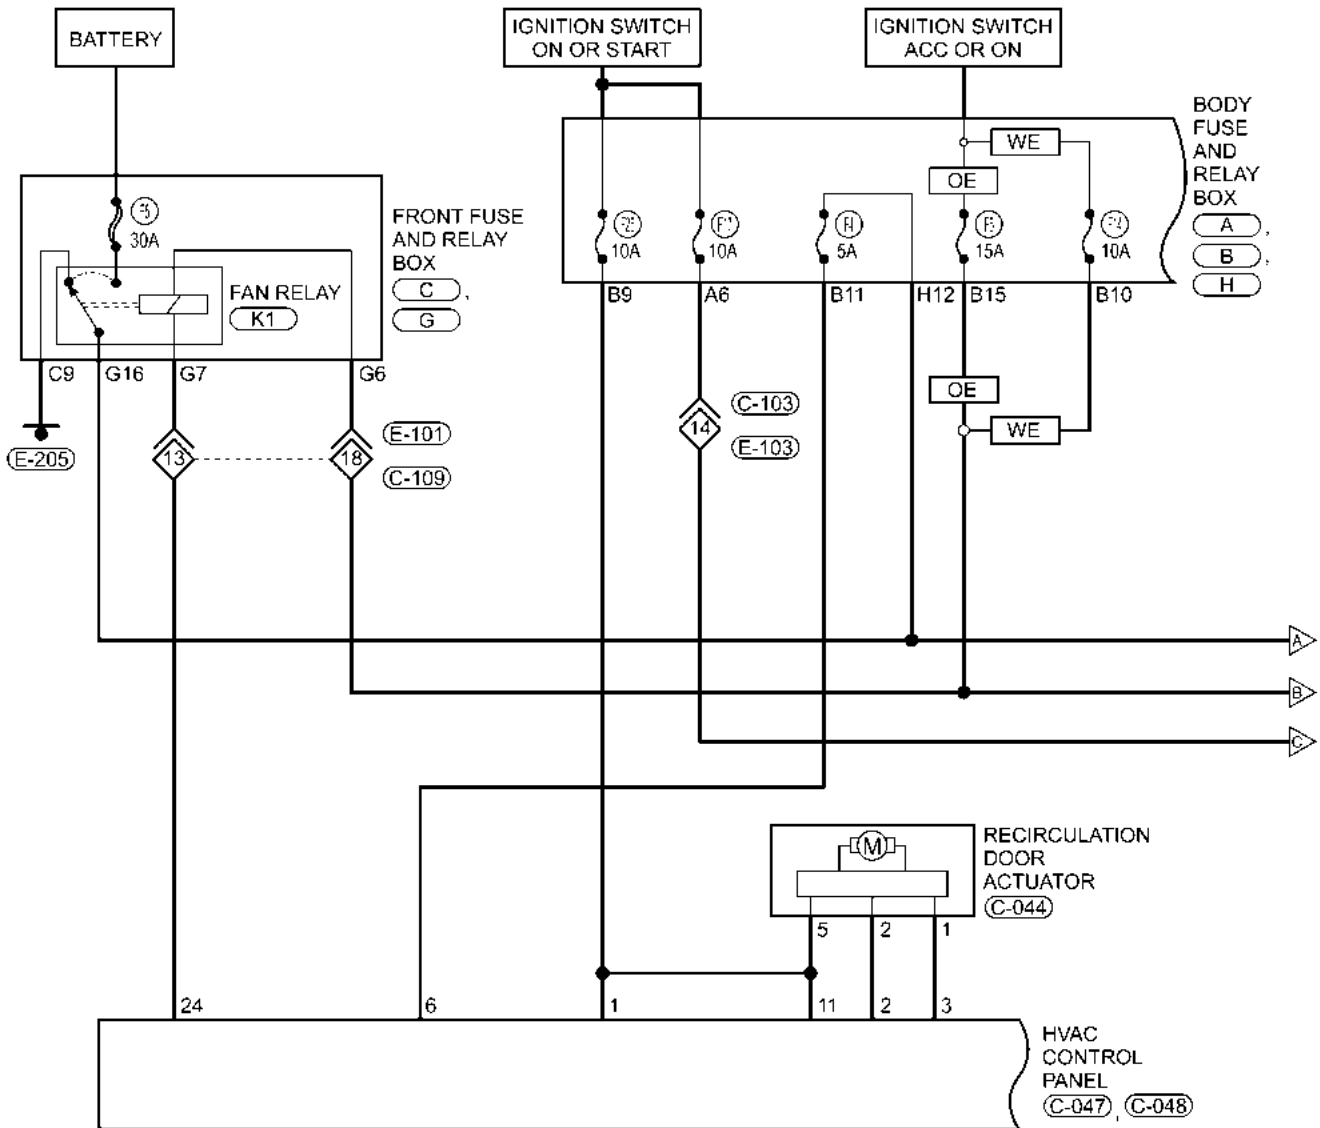 BATTERY
IGNITION SWITCH
ON OR START
IGNITION SWITCH
ACC OR ON
BODY
FUSE
AND
RELAY
BOX
A,
B,
H
WE
OE
30A
10A
10A
5A
15A
10A
FRONT FUSE
AND RELAY
BOX
C,
G
FAN RELAY
K1
B9
A6
B11
H12
B15
B10
C9
G16
G7
G6
OE
WE
C-103
14
E-103
E-101
E-205
13
18
C-109
A
B
C
M
RECIRCULATION
DOOR
ACTUATOR
C-044
5
2
1
24
6
1
11
2
3
HVAC
CONTROL
PANEL
C-047, C-048